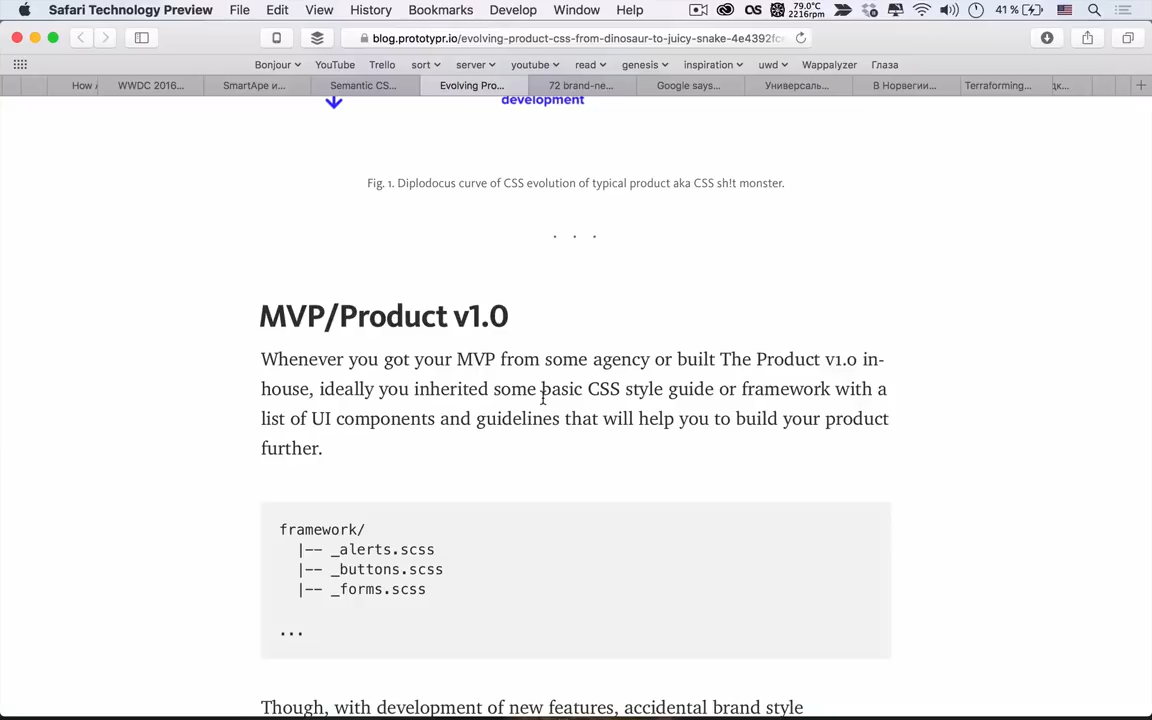 Safari Technology Preview File Edit View History Bookmarks Develop Window Help 79.0°C 2216rpm 41 %
blog.prototypr.io/evolving-product-css-from-dinosaur-to-juicy-snake-4e4392fce
Bonjour YouTube Trello sort server youtube read genesis inspiration uwd Wappalyzer Глаза
How WWDC 2016... SmartApe и... Semantic CS... Evolving Pro... 72 brand-ne... Google says... Универсаль... В Норвегии... Terraforming...
development
Fig. 1. Diplodocus curve of CSS evolution of typical product aka CSS sh!t monster.
. . .
MVP/Product v1.0
Whenever you got your MVP from some agency or built The Product v1.0 in-
house, ideally you inherited some basic CSS style guide or framework with a
list of UI components and guidelines that will help you to build your product
further.
framework/
|-- _alerts.scss
|-- _buttons.scss
|-- _forms.scss
...
Though, with development of new features, accidental brand style